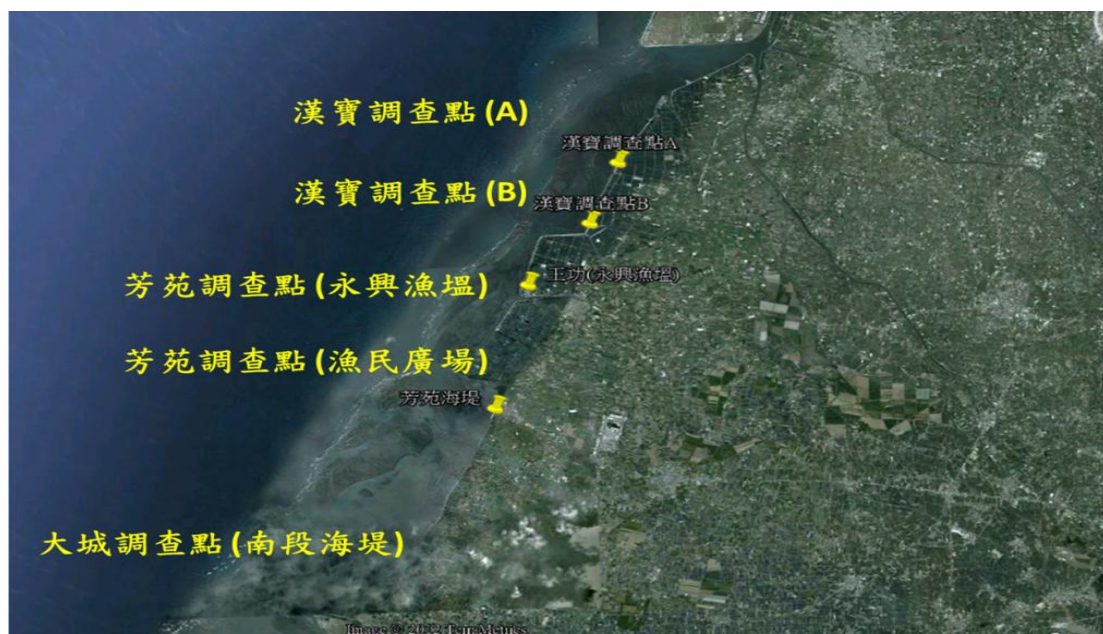 漢寶調查點(A)
漢寶調查點A
漢寶調查點(B)
漢寶調查點B
王功(永興漁塭)
芳苑調查點(永興漁塭)
芳苑調查點(漁民廣場)
芳苑海堤
大城調查點(南段海堤)
Image © 2012 TerraMetrics